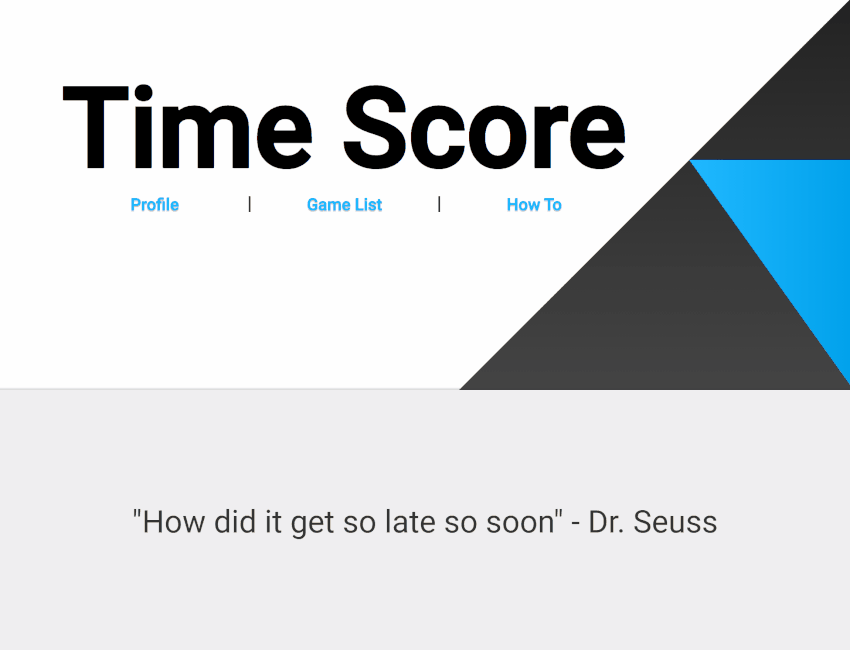 Time Score
Profile | Game List | How To
"How did it get so late so soon" - Dr. Seuss